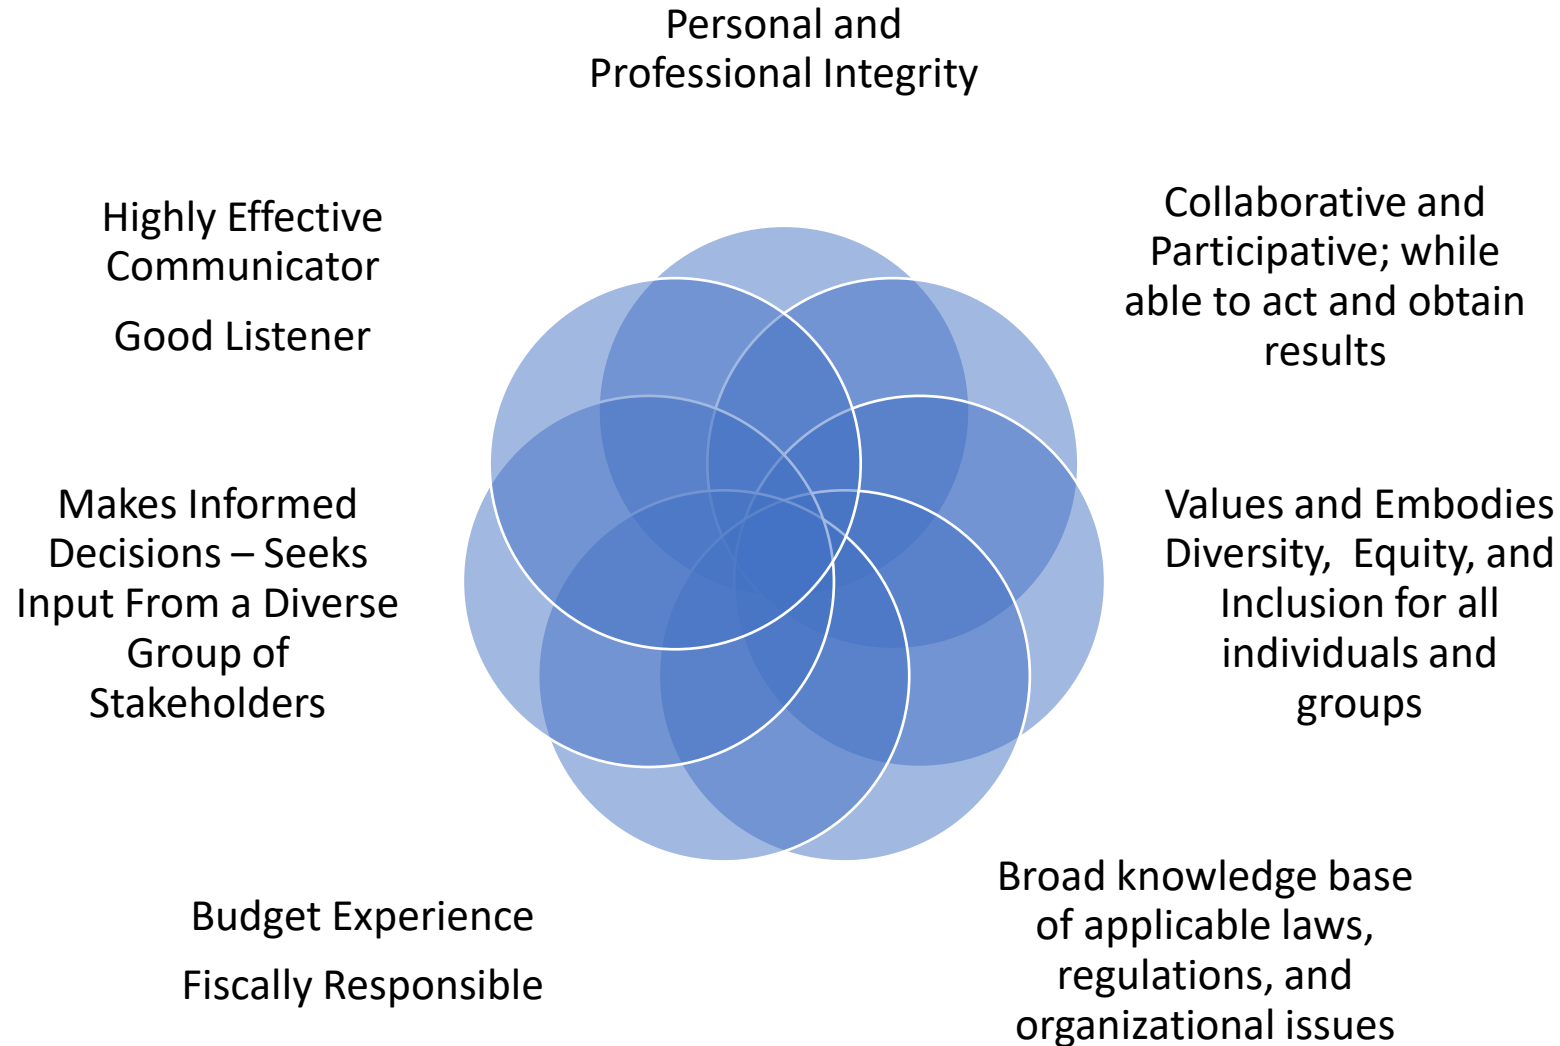 Personal and
Professional Integrity
Collaborative and
Participative; while
able to act and obtain
results
Values and Embodies
Diversity,  Equity, and
Inclusion for all
individuals and
groups
Broad knowledge base
of applicable laws,
regulations, and
organizational issues
Budget Experience
Fiscally Responsible
Makes Informed
Decisions – Seeks
Input From a Diverse
Group of
Stakeholders
Highly Effective
Communicator
Good Listener